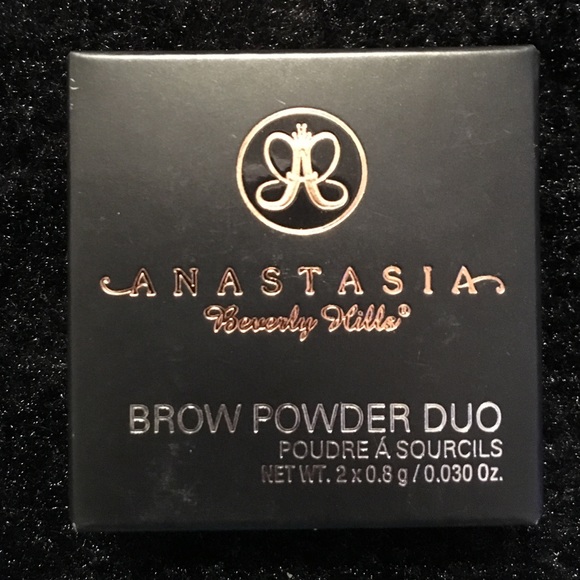 ANASTASIA
Beverly Hills®
BROW POWDER DUO
POUDRE Á SOURCILS
NET WT. 2 x 0.8 g / 0.030 Oz.